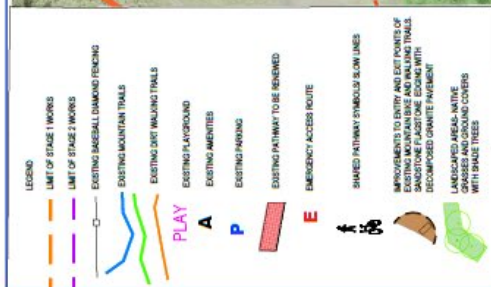 LEGEND
LIMIT OF STAGE 1 WORKS
LIMIT OF STAGE 2 WORKS
EXISTING BASEBALL DIAMOND FENCING
EXISTING MOUNTAIN TRAILS
EXISTING DIRT WALKING TRAILS
PLAY EXISTING PLAYGROUND
A EXISTING AMENITIES
P EXISTING PARKING
EXISTING PATHWAY TO BE RENEWED
E EMERGENCY ACCESS ROUTE
SHARED PATHWAY SYMBOLS/ SLOW LINES
IMPROVEMENTS TO ENTRY AND EXIT POINTS OF
EXISTING MOUNTAIN BIKE AND WALKING TRAILS.
SANDSTONE FLAGSTONE EDGING WITH
DECOMPOSED GRANITE PAVEMENT
LANDSCAPED AREAS- NATIVE
GRASSES AND GROUND COVERS
WITH SHADE TREES